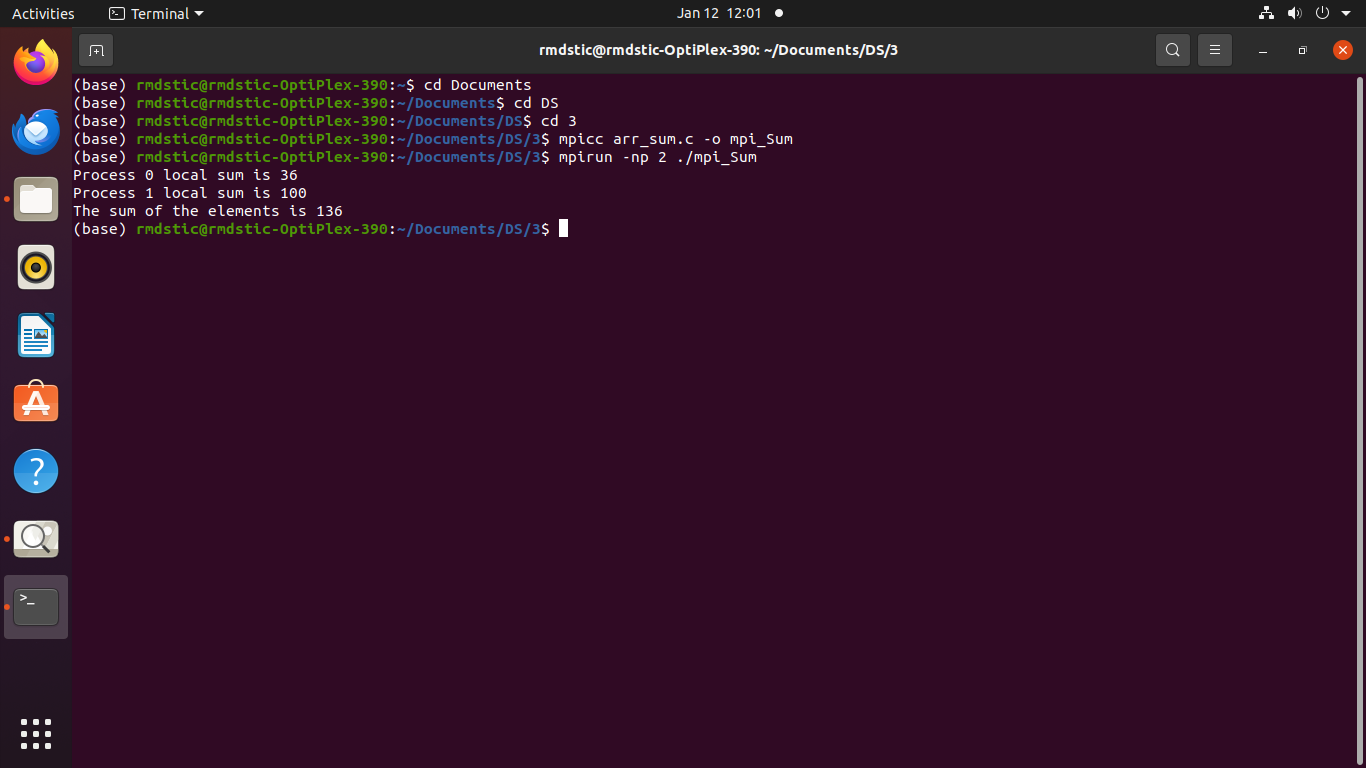 Activities Terminal Jan 12 12:01
rmdstic@rmdstic-OptiPlex-390: ~/Documents/DS/3
(base) rmdstic@rmdstic-OptiPlex-390:~$ cd Documents
(base) rmdstic@rmdstic-OptiPlex-390:~/Documents$ cd DS
(base) rmdstic@rmdstic-OptiPlex-390:~/Documents/DS$ cd 3
(base) rmdstic@rmdstic-OptiPlex-390:~/Documents/DS/3$ mpicc arr_sum.c -o mpi_Sum
(base) rmdstic@rmdstic-OptiPlex-390:~/Documents/DS/3$ mpirun -np 2 ./mpi_Sum
Process 0 local sum is 36
Process 1 local sum is 100
The sum of the elements is 136
(base) rmdstic@rmdstic-OptiPlex-390:~/Documents/DS/3$